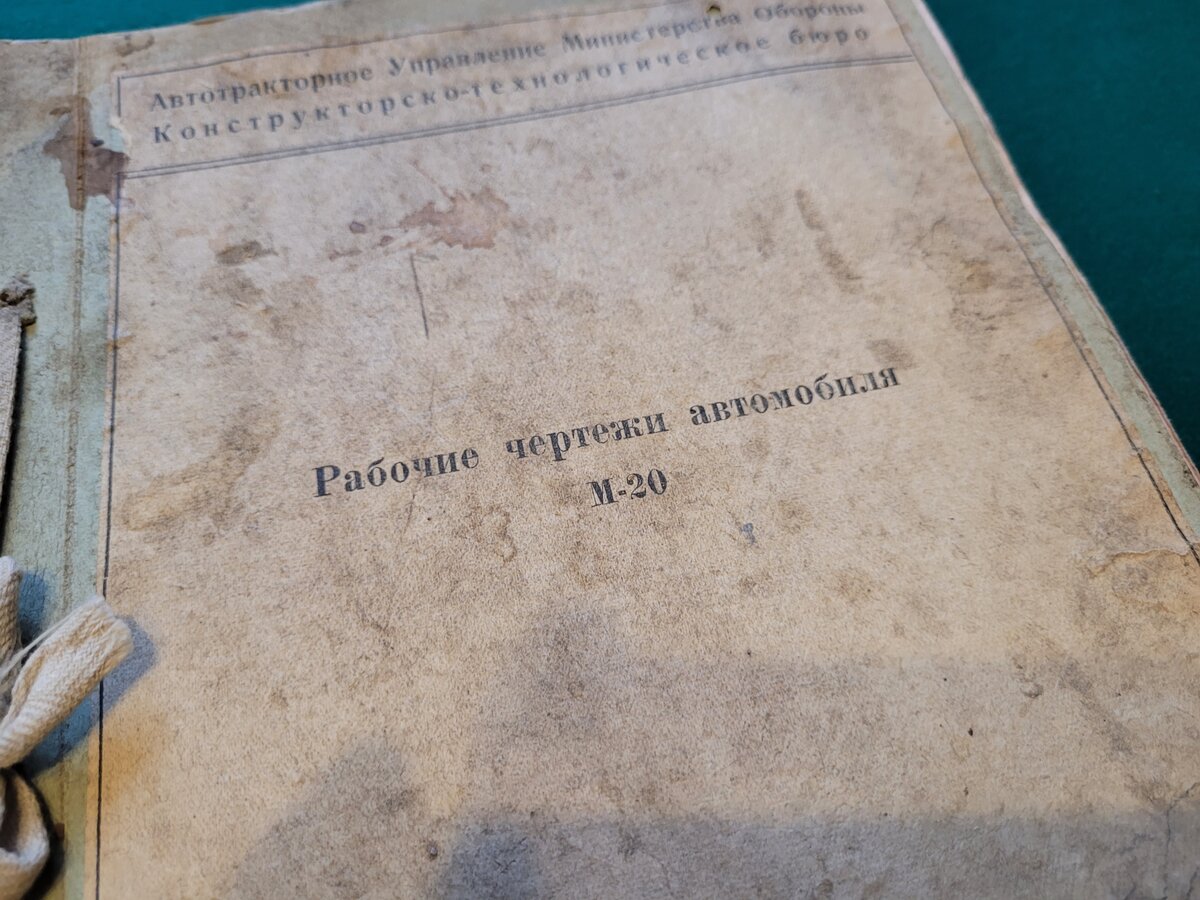 Автотракторное Управление Министерства Обороны
Конструкторско-технологическое бюро
Рабочие чертежи автомобиля
М-20